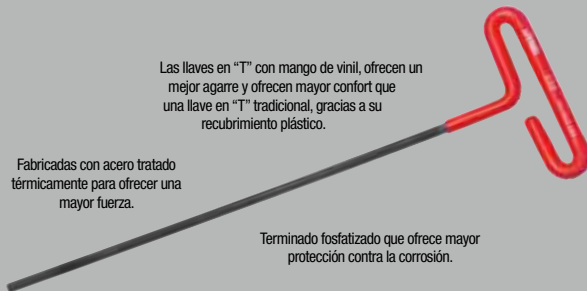 Las llaves en “T” con mango de vinil, ofrecen un
mejor agarre y ofrecen mayor confort que
una llave en “T” tradicional, gracias a su
recubrimiento plástico.
Fabricadas con acero tratado
térmicamente para ofrecer una
mayor fuerza.
Terminado fosfatizado que ofrece mayor
protección contra la corrosión.